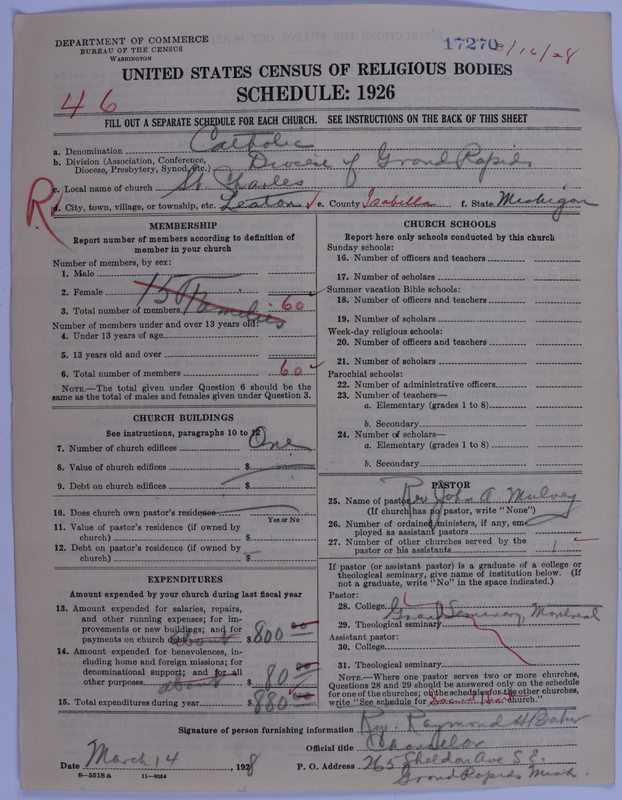 DEPARTMENT OF COMMERCE
BUREAU OF THE CENSUS
WASHINGTON
17270
3/16/28
UNITED STATES CENSUS OF RELIGIOUS BODIES
SCHEDULE: 1926
46
FILL OUT A SEPARATE SCHEDULE FOR EACH CHURCH. SEE INSTRUCTIONS ON THE BACK OF THIS SHEET
a. Denomination Catholic
b. Division (Association, Conference, Diocese, Presbytery, Synod, etc.) Diocese of Grand Rapids
c. Local name of church St. Charles
R.
d. City, town, village, or township, etc. Leaton e. County Isabella f. State Michigan
MEMBERSHIP
Report number of members according to definition of
member in your church
Number of members, by sex:
1. Male
2. Female
15 Families
3. Total number of members 60
Number of members under and over 13 years old:
4. Under 13 years of age
5. 13 years old and over
6. Total number of members 60
NOTE.—The total given under Question 6 should be the
same as the total of males and females given under Question 3.
CHURCH BUILDINGS
See instructions, paragraphs 10 to 12
7. Number of church edifices One
8. Value of church edifices $
9. Debt on church edifices $
10. Does church own pastor's residence
Yes or No
11. Value of pastor's residence (if owned by
church) $
12. Debt on pastor's residence (if owned by
church) $
EXPENDITURES
Amount expended by your church during last fiscal year
13. Amount expended for salaries, repairs,
and other running expenses; for im-
provements or new buildings; and for
payments on church debt about $ 800 00
14. Amount expended for benevolences, in-
cluding home and foreign missions; for
denominational support; and for all
other purposes about $ 80 00
15. Total expenditures during year $ 880 00
CHURCH SCHOOLS
Report here only schools conducted by this church
Sunday schools:
16. Number of officers and teachers
17. Number of scholars
Summer vacation Bible schools:
18. Number of officers and teachers
19. Number of scholars
Week-day religious schools:
20. Number of officers and teachers
21. Number of scholars
Parochial schools:
22. Number of administrative officers
23. Number of teachers—
a. Elementary (grades 1 to 8)
b. Secondary
24. Number of scholars—
a. Elementary (grades 1 to 8)
b. Secondary
PASTOR
25. Name of pastor Rev John A Mulvey
(If church has no pastor, write "None")
26. Number of ordained ministers, if any, em-
ployed as assistant pastors
27. Number of other churches served by the
pastor or his assistants 1
If pastor (or assistant pastor) is a graduate of a college or
theological seminary, give name of institution below. (If
not a graduate, write "No" in the space indicated.)
Pastor:
28. College
Grand Seminary, Montreal
29. Theological seminary
Assistant pastor:
30. College
31. Theological seminary
NOTE.—Where one pastor serves two or more churches,
Questions 28 and 29 should be answered only on the schedule
for one of the churches; on the schedules for the other churches,
write "See schedule for Sacred Heart church."
Signature of person furnishing information Rev. Raymond H Baker
Official title Chancellor
Date March 14, 1928 P. O. Address 265 Sheldon Ave S.E.
Grand Rapids Mich.
8-5518 a 11-9054